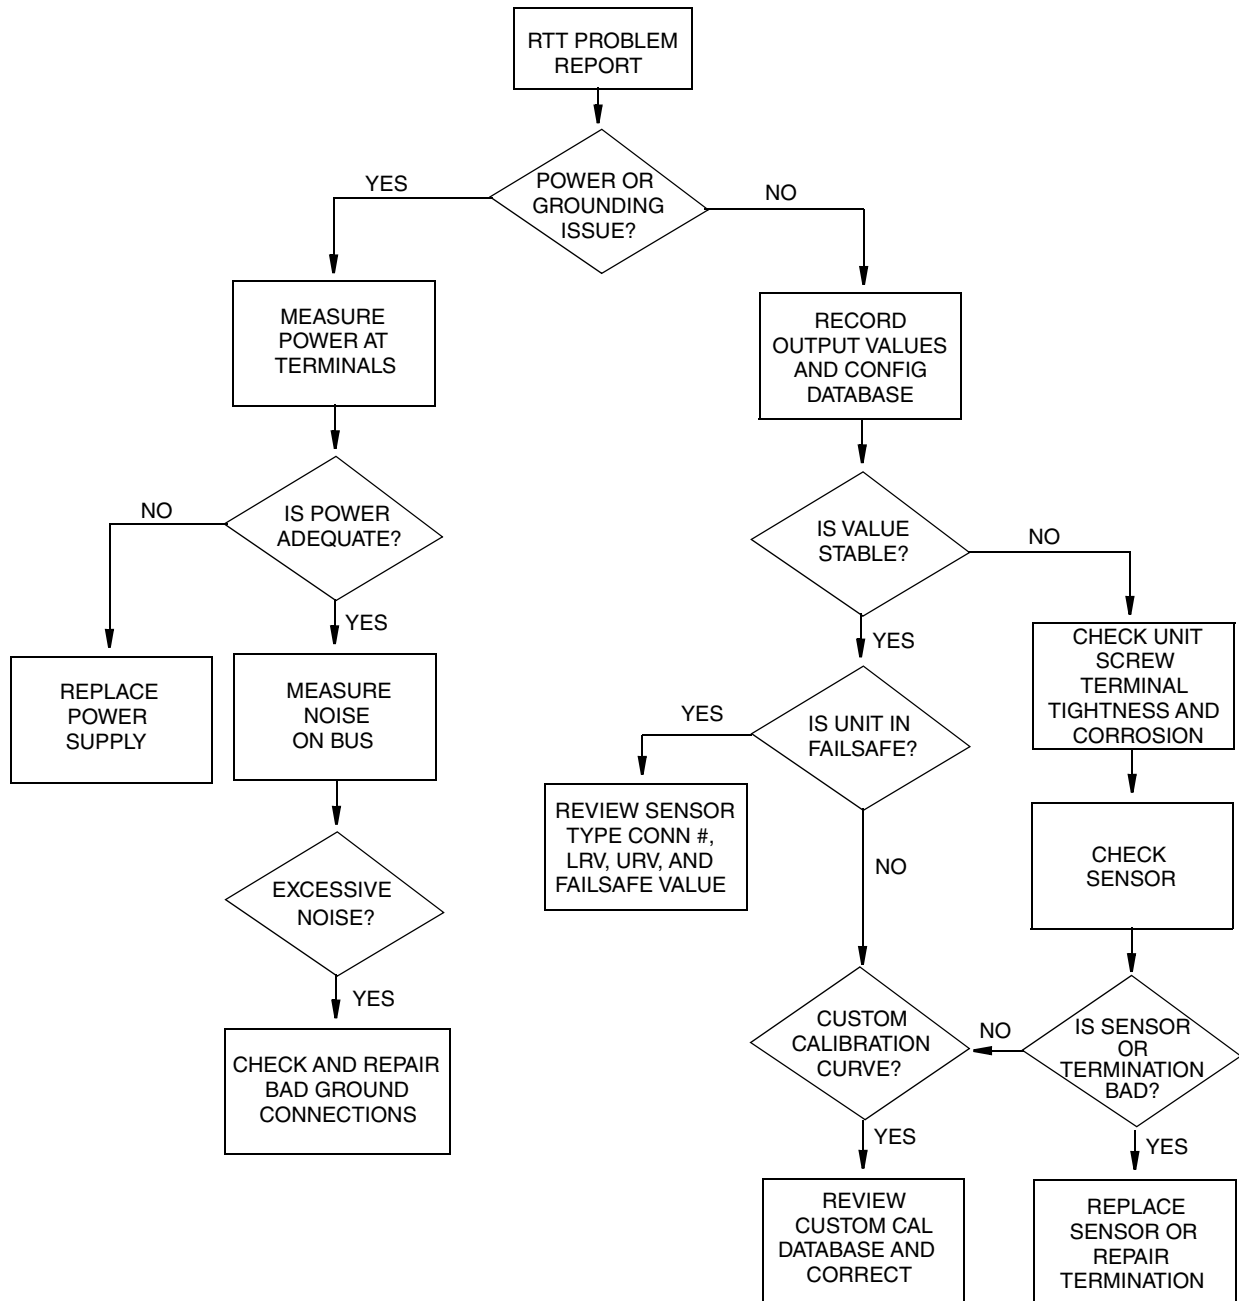 RTT PROBLEM
REPORT
POWER OR
GROUNDING
ISSUE?
YES
NO
MEASURE
POWER AT
TERMINALS
RECORD
OUTPUT VALUES
AND CONFIG
DATABASE
IS POWER
ADEQUATE?
NO
YES
IS VALUE
STABLE?
NO
YES
REPLACE
POWER
SUPPLY
MEASURE
NOISE
ON BUS
IS UNIT IN
FAILSAFE?
YES
NO
CHECK UNIT
SCREW
TERMINAL
TIGHTNESS AND
CORROSION
REVIEW SENSOR
TYPE CONN #,
LRV, URV, AND
FAILSAFE VALUE
CHECK
SENSOR
EXCESSIVE
NOISE?
YES
CUSTOM
CALIBRATION
CURVE?
NO
IS SENSOR
OR
TERMINATION
BAD?
YES
YES
CHECK AND REPAIR
BAD GROUND
CONNECTIONS
REVIEW
CUSTOM CAL
DATABASE AND
CORRECT
REPLACE
SENSOR OR
REPAIR
TERMINATION